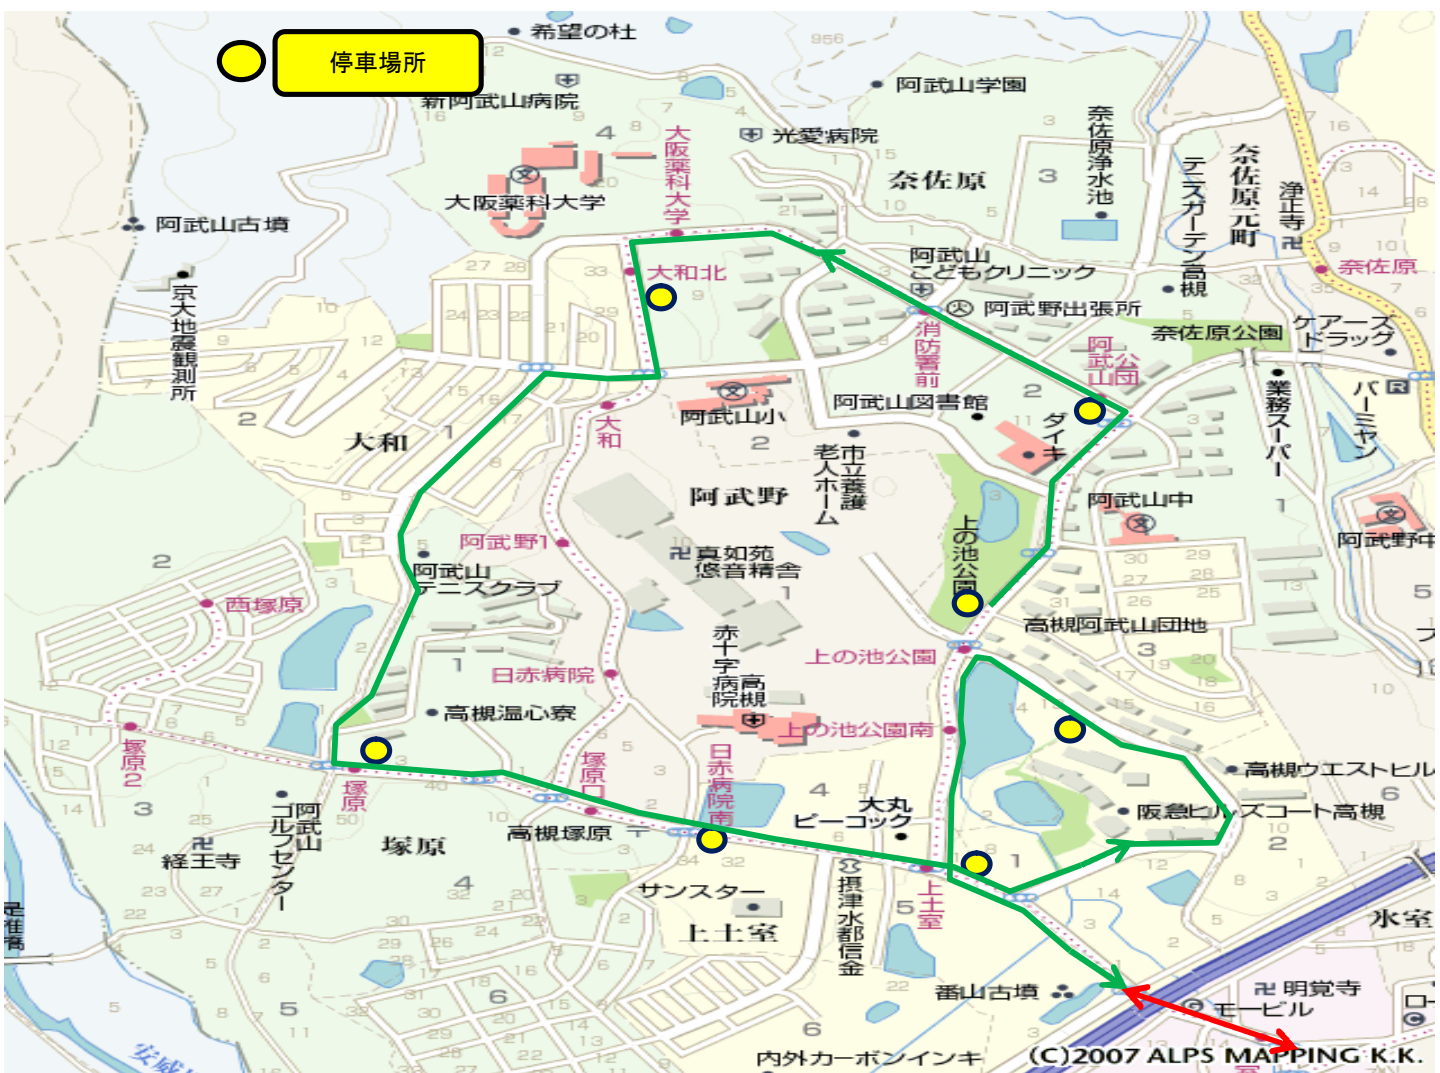 停車場所
希望の杜
956
新阿武山病院
阿武山学園
光愛病院
大阪薬科大学
大阪薬科大学
奈佐原
奈佐原浄水池
テニスガーデン高槻
奈佐原元町
浄正寺
阿武山古墳
京大地震観測所
大和北
阿武山
こどもクリニック
阿武野出張所
消防署前
奈佐原
奈佐原公園
ケアーズ
ドラッグ
阿武山
公団
業務スーパー
バーミヤン
阿武山小
阿武山図書館
ダイキ
大和
大和
市立養護
老人ホーム
阿武野
阿武山中
阿武野中
上の池公園
阿武野1
真如苑
悠音精舎
阿武山
テニスクラブ
西塚原
高槻阿武山団地
上の池公園
日赤病院
赤十字
病院
高槻
高槻温心寮
上の池公園南
塚原2
塚原
塚原口
日赤病院南
高槻ウエストヒル
阪急ヒルズコート高槻
大丸
ピーコック
高槻塚原
阿武山
ゴルフセンター
経王寺
塚原
サンスター
上土室
摂津水都信金
上土室
氷室
番山古墳
明覚寺
モービル
ロー
安威
内外カーボンインキ
(C)2007 ALPS MAPPING K.K.